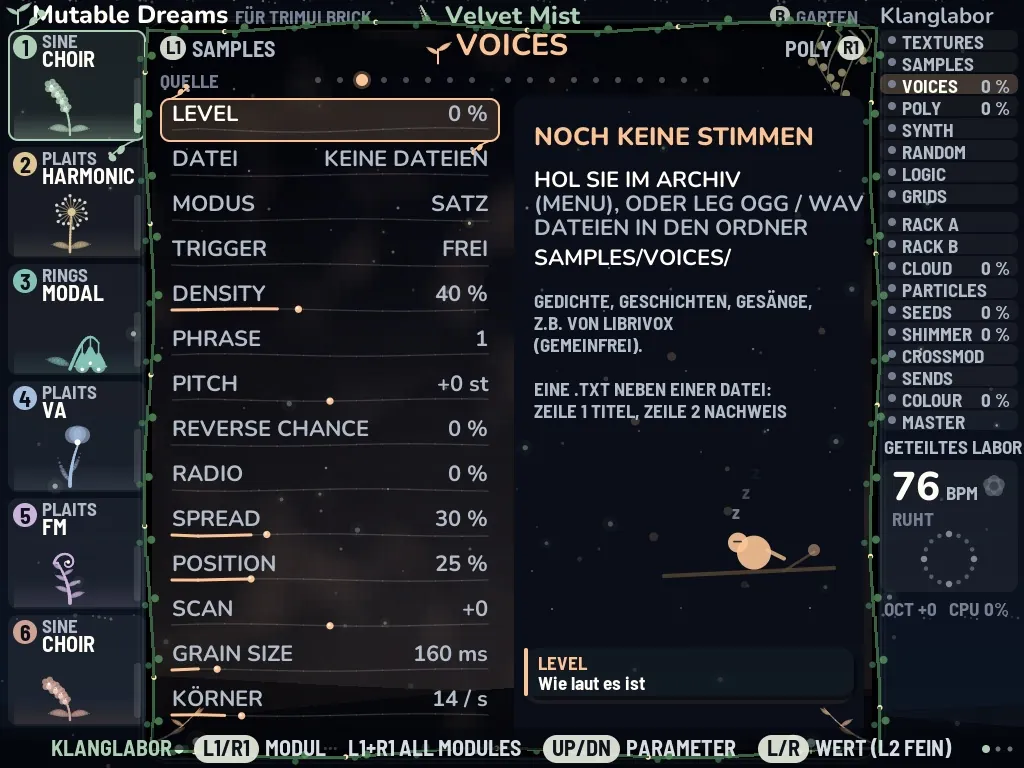 Mutable Dreams FÜR TRIMUI BRICK Velvet Mist B GARTEN Klanglabor
1 SINE
CHOIR
2 PLAITS
HARMONIC
3 RINGS
MODAL
4 PLAITS
VA
5 PLAITS
FM
6 SINE
CHOIR
L1 SAMPLES VOICES POLY R1
QUELLE
LEVEL 0 %
DATEI KEINE DATEIEN
MODUS SATZ
TRIGGER FREI
DENSITY 40 %
PHRASE 1
PITCH +0 st
REVERSE CHANCE 0 %
RADIO 0 %
SPREAD 30 %
POSITION 25 %
SCAN +0
GRAIN SIZE 160 ms
KÖRNER 14 / s
NOCH KEINE STIMMEN
HOL SIE IM ARCHIV
(MENU), ODER LEG OGG / WAV
DATEIEN IN DEN ORDNER
SAMPLES/VOICES/
GEDICHTE, GESCHICHTEN, GESÄNGE,
Z.B. VON LIBRIVOX
(GEMEINFREI).
EINE .TXT NEBEN EINER DATEI:
ZEILE 1 TITEL, ZEILE 2 NACHWEIS
z
z
z
LEVEL
Wie laut es ist
TEXTURES
SAMPLES
VOICES 0 %
POLY 0 %
SYNTH
RANDOM
LOGIC
GRIDS
RACK A
RACK B
CLOUD 0 %
PARTICLES
SEEDS 0 %
SHIMMER 0 %
CROSSMOD
SENDS
COLOUR 0 %
MASTER
GETEILTES LABOR
76 BPM
RUHT
OCT +0 CPU 0%
KLANGLABOR L1/R1 MODUL L1+R1 ALL MODULES UP/DN PARAMETER L/R WERT (L2 FEIN)